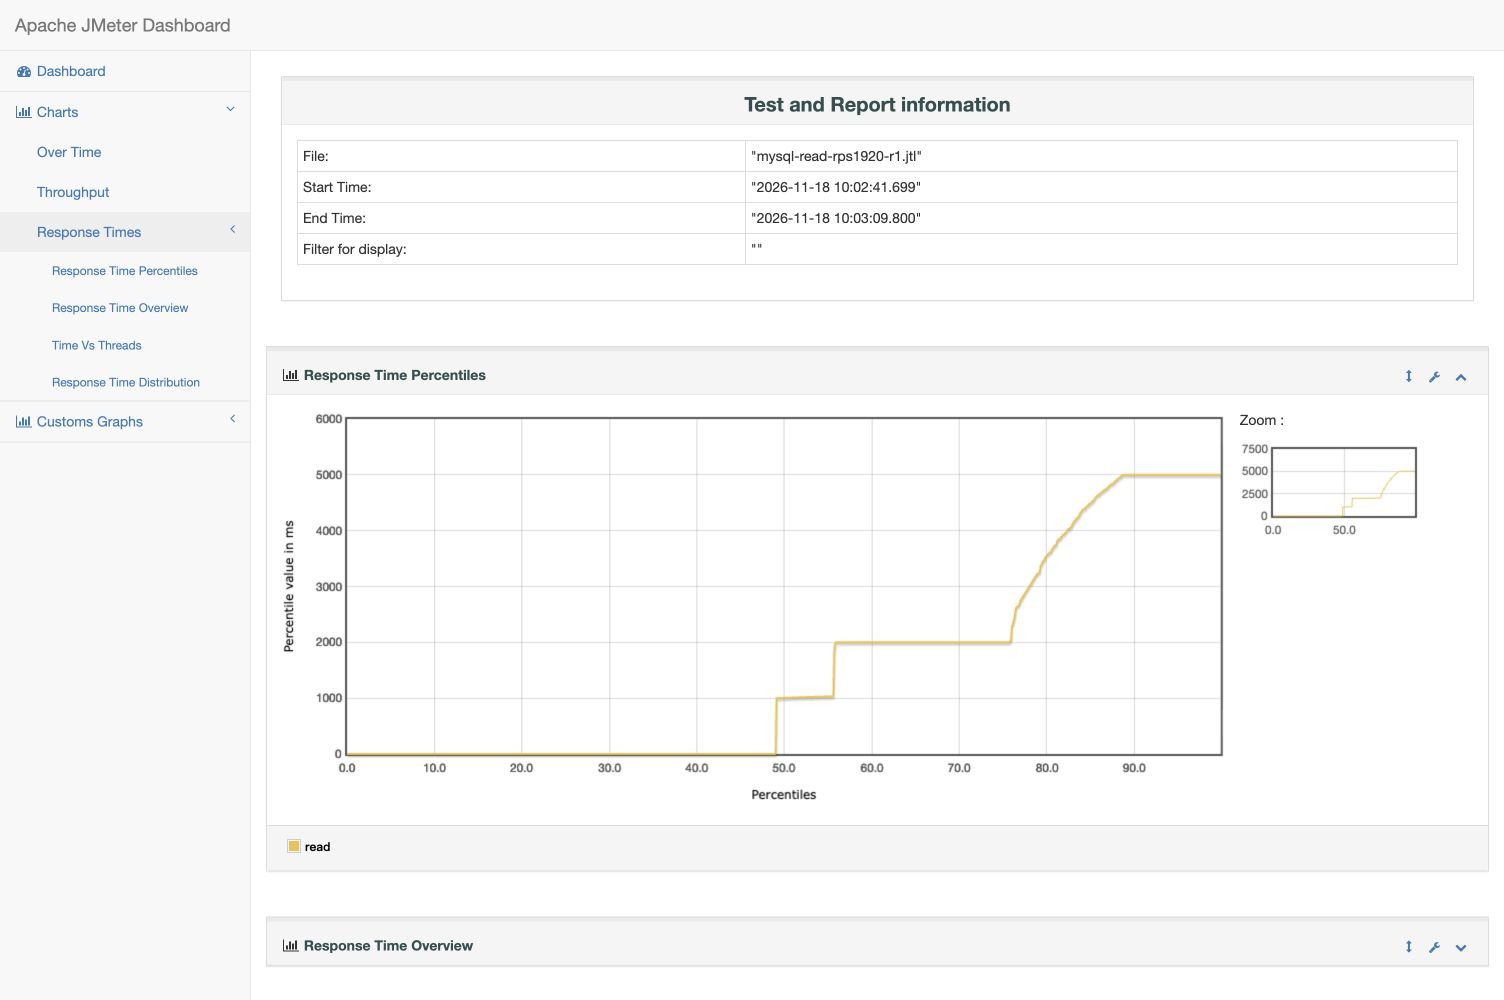 Apache JMeter Dashboard
Dashboard
Charts
Over Time
Throughput
Response Times
Response Time Percentiles
Response Time Overview
Time Vs Threads
Response Time Distribution
Customs Graphs
Test and Report information
File: "mysql-read-rps1920-r1.jtl"
Start Time: "2026-11-18 10:02:41.699"
End Time: "2026-11-18 10:03:09.800"
Filter for display: ""
Response Time Percentiles
Percentile value in ms
6000
5000
4000
3000
2000
1000
0
0.0 10.0 20.0 30.0 40.0 50.0 60.0 70.0 80.0 90.0
Percentiles
Zoom :
7500
5000
2500
0
0.0 50.0
read
Response Time Overview